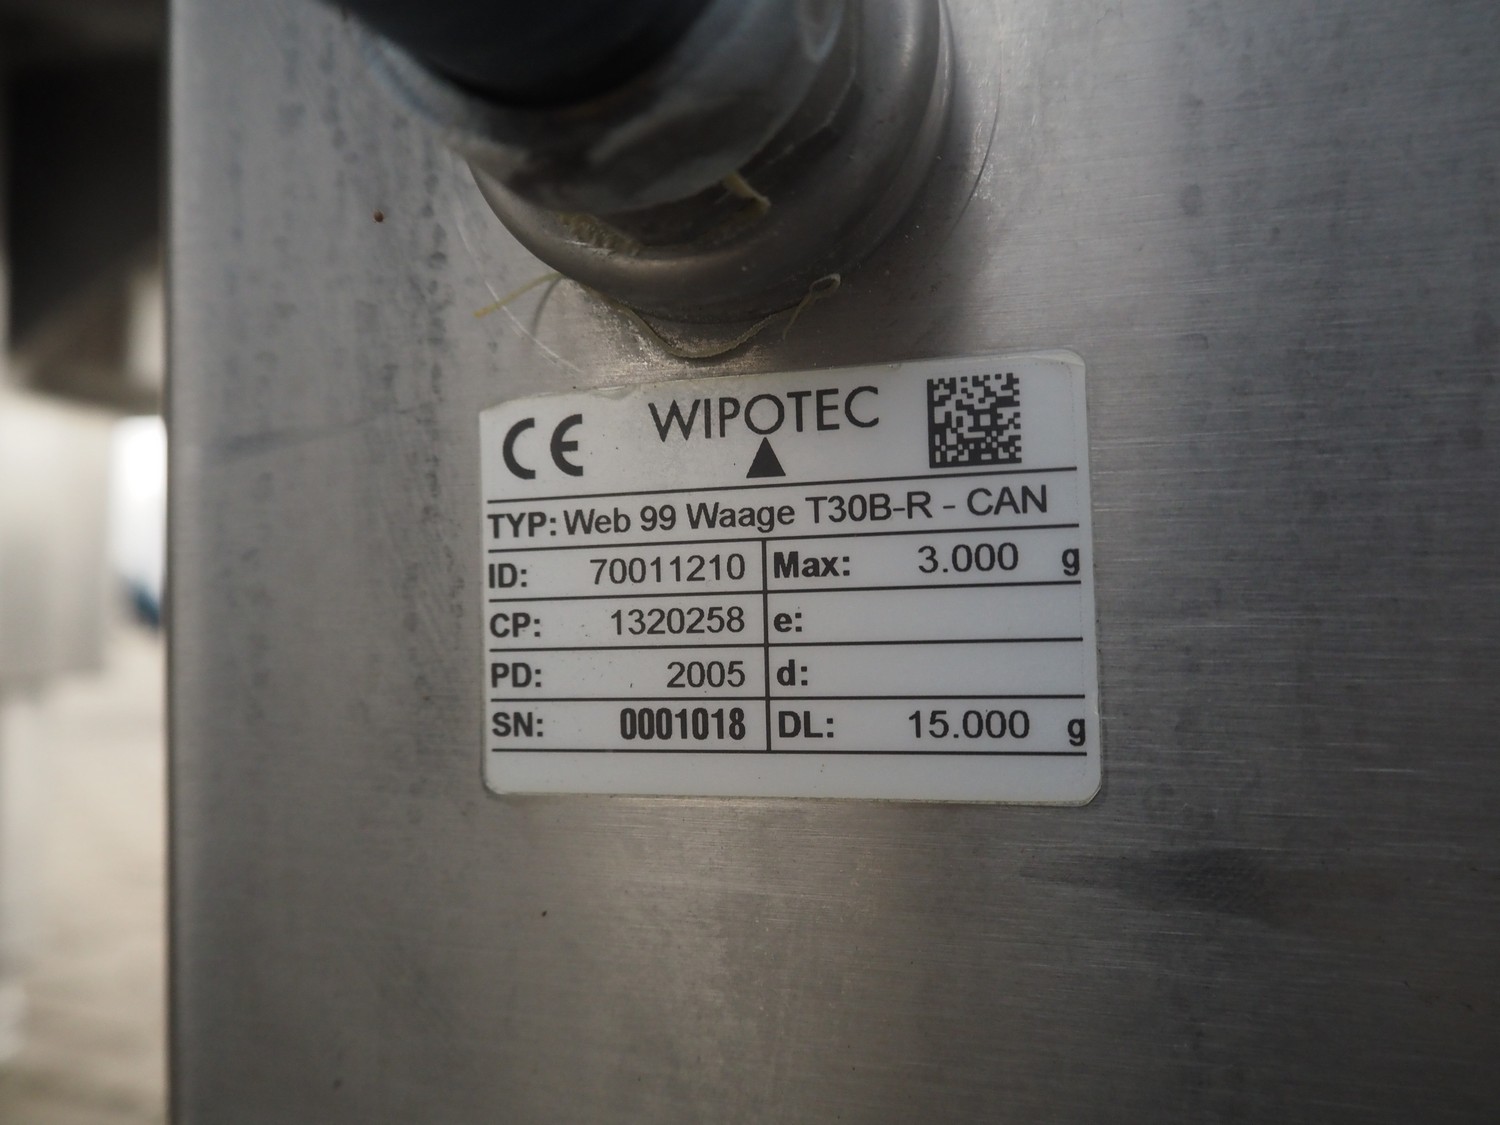 CE WIPOTEC
TYP: Web 99 Waage T30B-R - CAN
ID: 70011210 Max: 3.000 g
CP: 1320258 e:
PD: 2005 d:
SN: 0001018 DL: 15.000 g